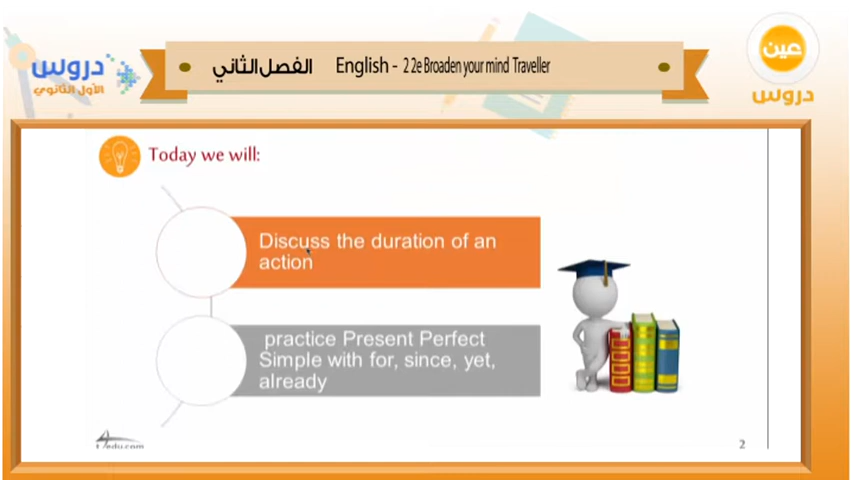 دروس
الأول الثانوي
الفصل الثاني English - 2 2e Broaden your mind Traveller
عين
دروس
Today we will:
Discuss the duration of an
action
practice Present Perfect
Simple with for, since, yet,
already
2